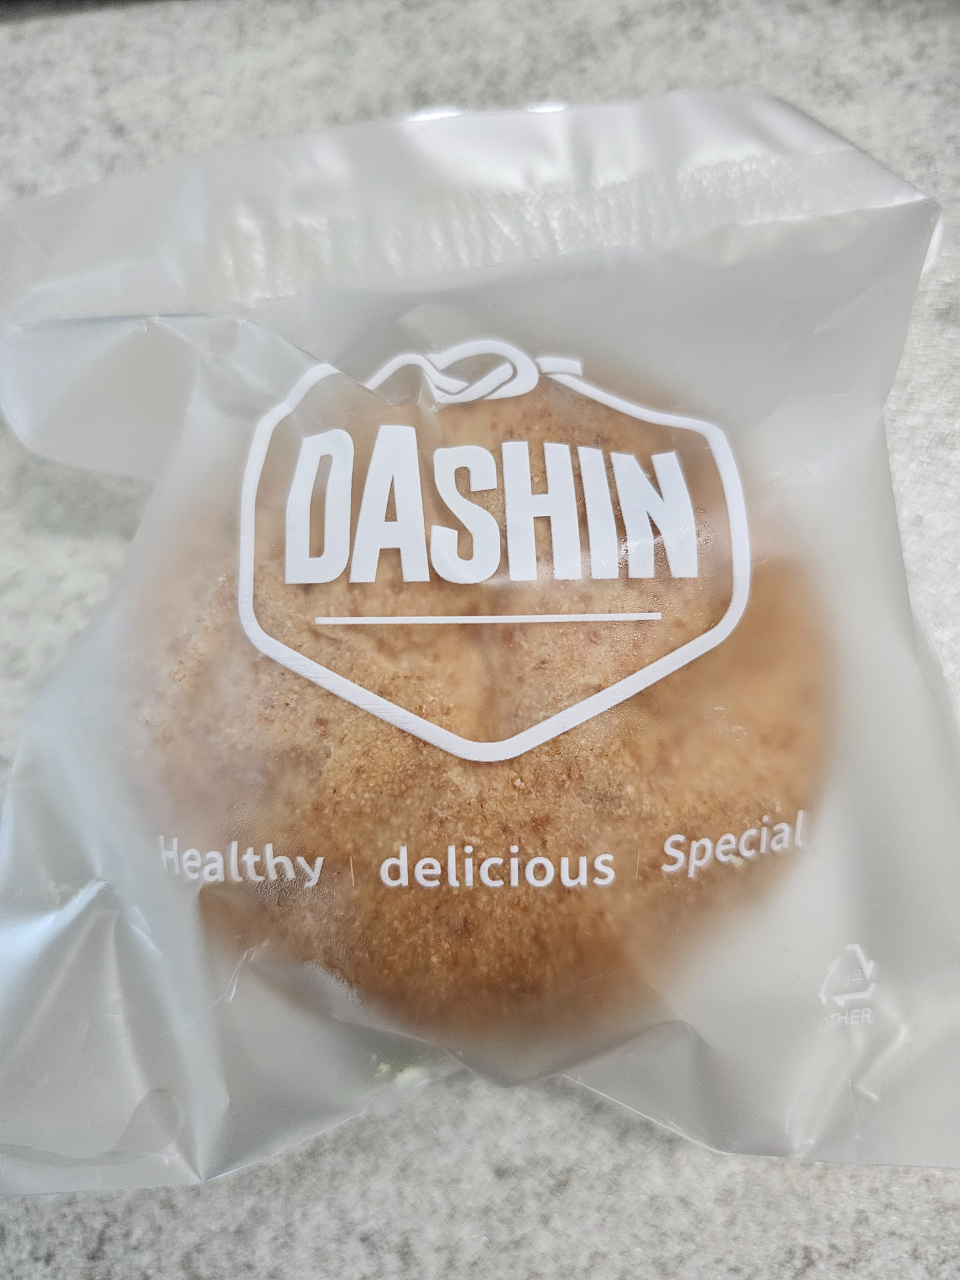 DASHIN
Healthy | delicious | Special
OTHER